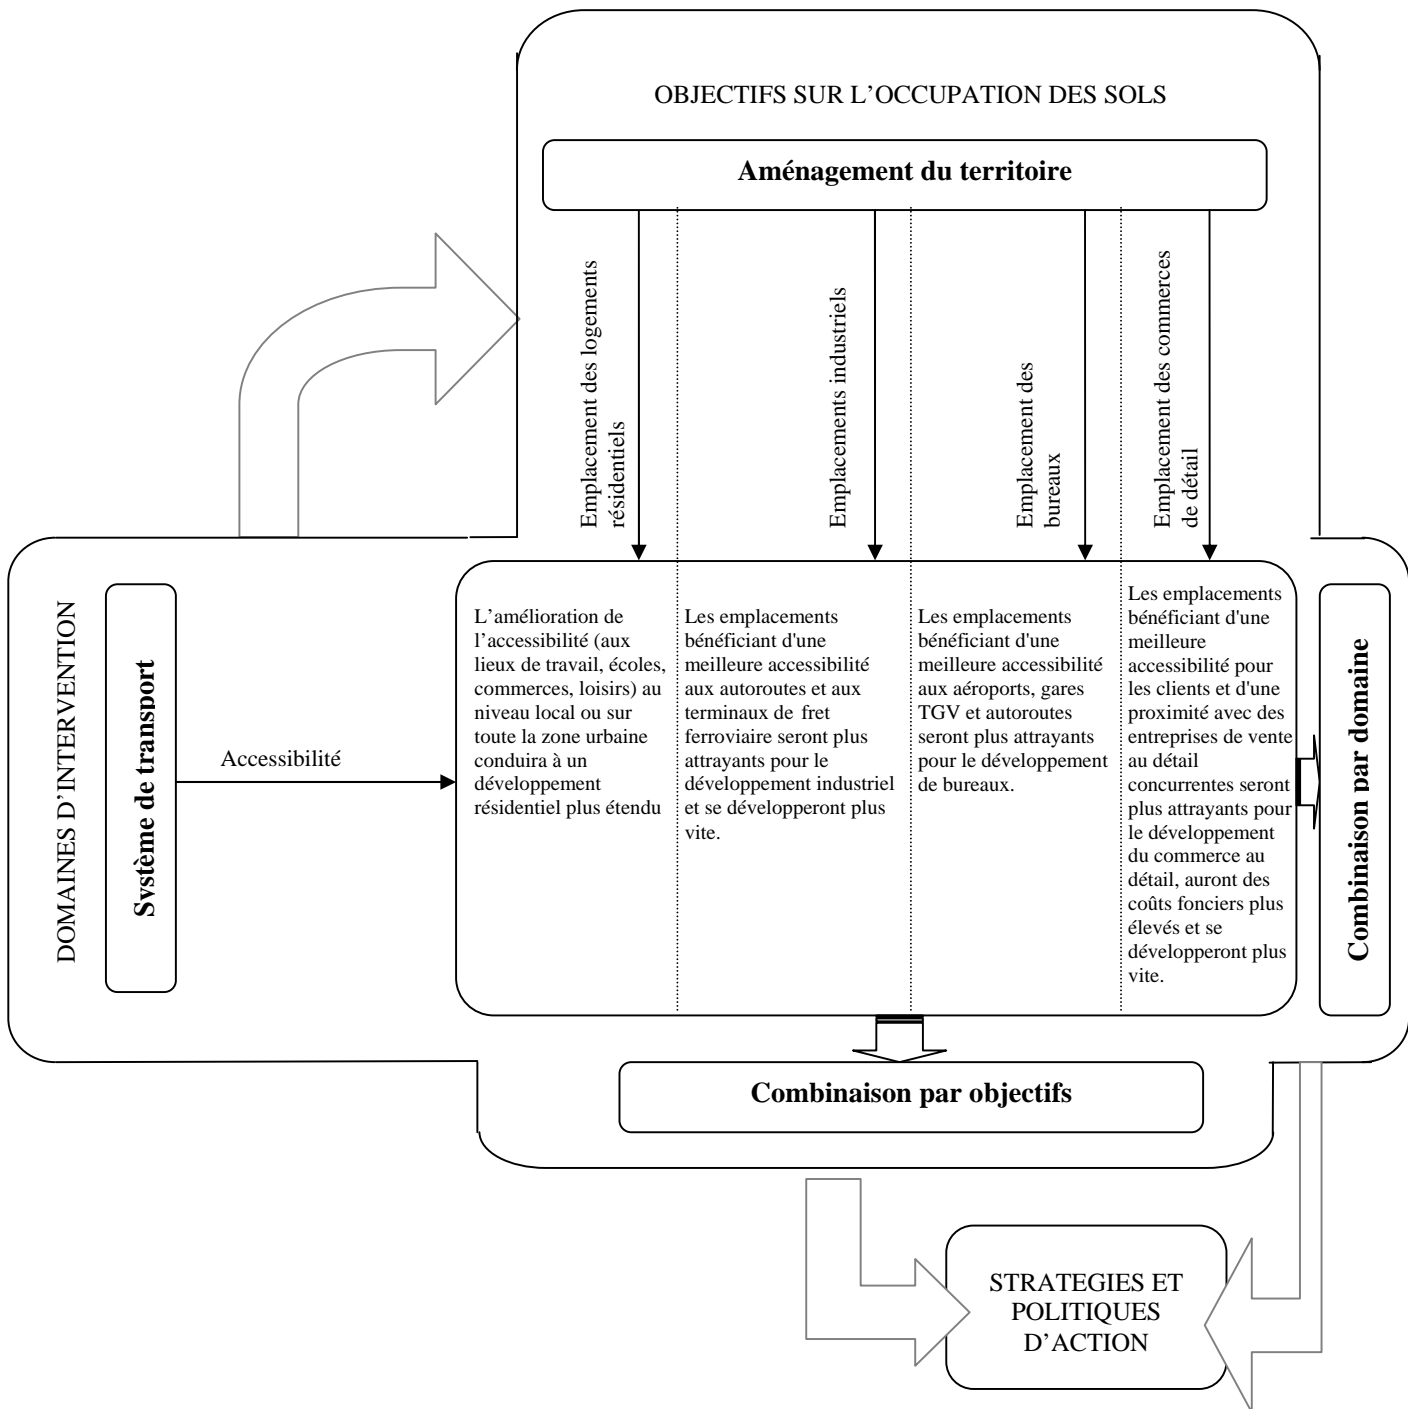 OBJECTIFS SUR L’OCCUPATION DES SOLS
Aménagement du territoire
Emplacement des logements
résidentiels
Emplacements industriels
Emplacement des
bureaux
Emplacement des commerces
de détail
DOMAINES D’INTERVENTION
Système de transport
Accessibilité
L’amélioration de
l’accessibilité (aux
lieux de travail, écoles,
commerces, loisirs) au
niveau local ou sur
toute la zone urbaine
conduira à un
développement
résidentiel plus étendu
Les emplacements
bénéficiant d'une
meilleure accessibilité
aux autoroutes et aux
terminaux de fret
ferroviaire seront plus
attrayants pour le
développement industriel
et se développeront plus
vite.
Les emplacements
bénéficiant d'une
meilleure accessibilité
aux aéroports, gares
TGV et autoroutes
seront plus attrayants
pour le développement
de bureaux.
Les emplacements
bénéficiant d'une
meilleure
accessibilité pour
les clients et d'une
proximité avec des
entreprises de vente
au détail
concurrentes seront
plus attrayants pour
le développement
du commerce au
détail, auront des
coûts fonciers plus
élevés et se
développeront plus
vite.
Combinaison par domaine
Combinaison par objectifs
STRATEGIES ET
POLITIQUES
D’ACTION